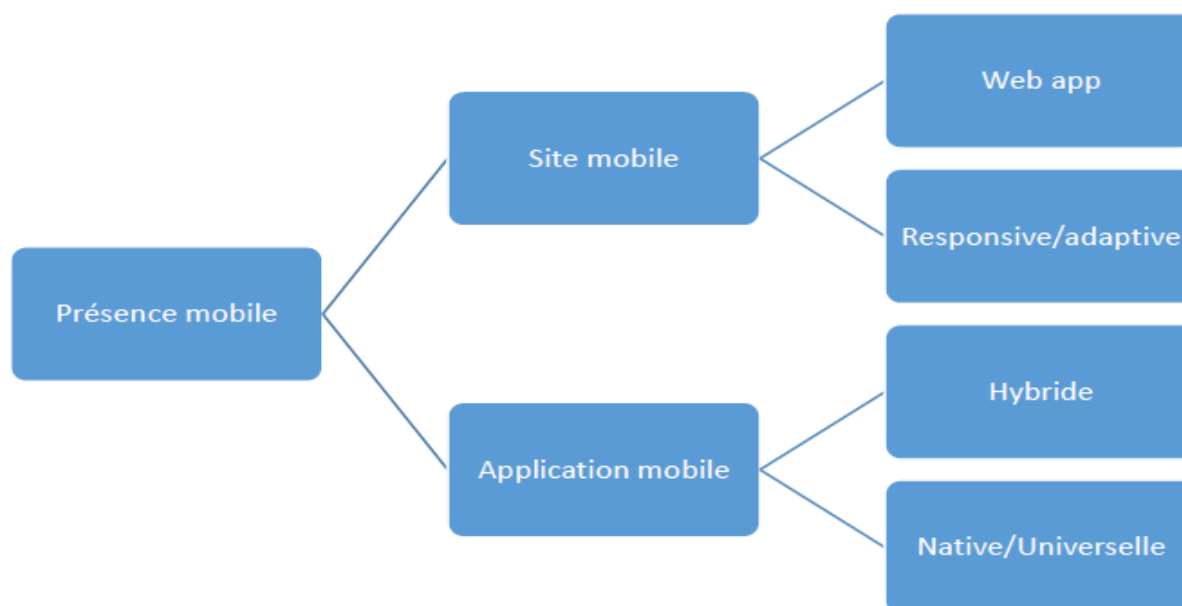 Présence mobile
Site mobile
Web app
Responsive/adaptive
Application mobile
Hybride
Native/Universelle